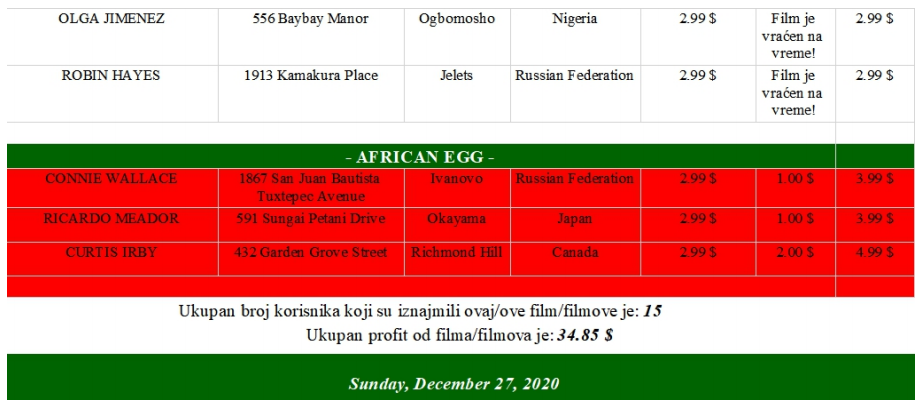 OLGA JIMENEZ 556 Baybay Manor Ogbomosho Nigeria 2.99 $ Film je 2.99 $
vraćen na
vreme!
ROBIN HAYES 1913 Kamakura Place Jelets Russian Federation 2.99 $ Film je 2.99 $
vraćen na
vreme!
- AFRICAN EGG -
CONNIE WALLACE 1867 San Juan Bautista Ivanovo Russian Federation 2.99 $ 1.00 $ 3.99 $
Tuxtepec Avenue
RICARDO MEADOR 591 Sungai Petani Drive Okayama Japan 2.99 $ 1.00 $ 3.99 $
CURTIS IRBY 432 Garden Grove Street Richmond Hill Canada 2.99 $ 2.00 $ 4.99 $
Ukupan broj korisnika koji su iznajmili ovaj/ove film/filmove je: 15
Ukupan profit od filma/filmova je: 34.85 $
Sunday, December 27, 2020